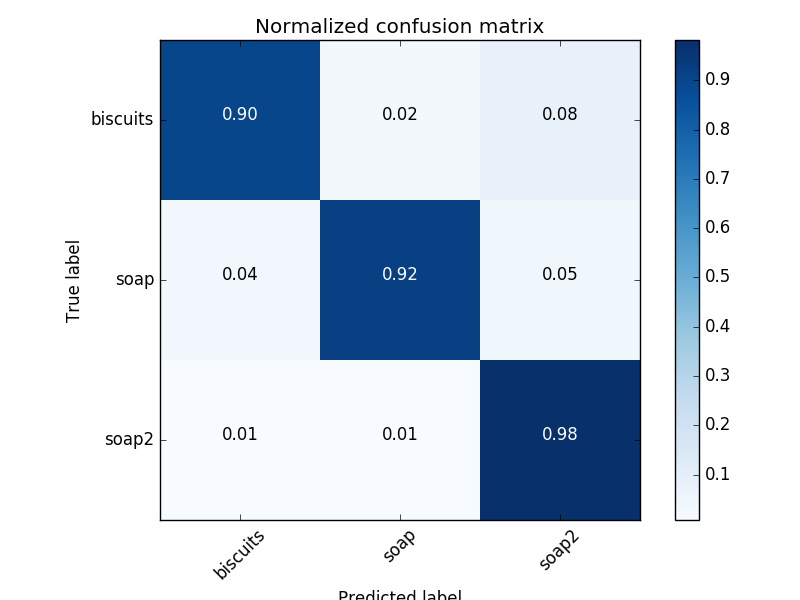 Normalized confusion matrix
True label
biscuits 0.90 0.02 0.08
soap 0.04 0.92 0.05
soap2 0.01 0.01 0.98
biscuits soap soap2
Predicted label
0.9
0.8
0.7
0.6
0.5
0.4
0.3
0.2
0.1